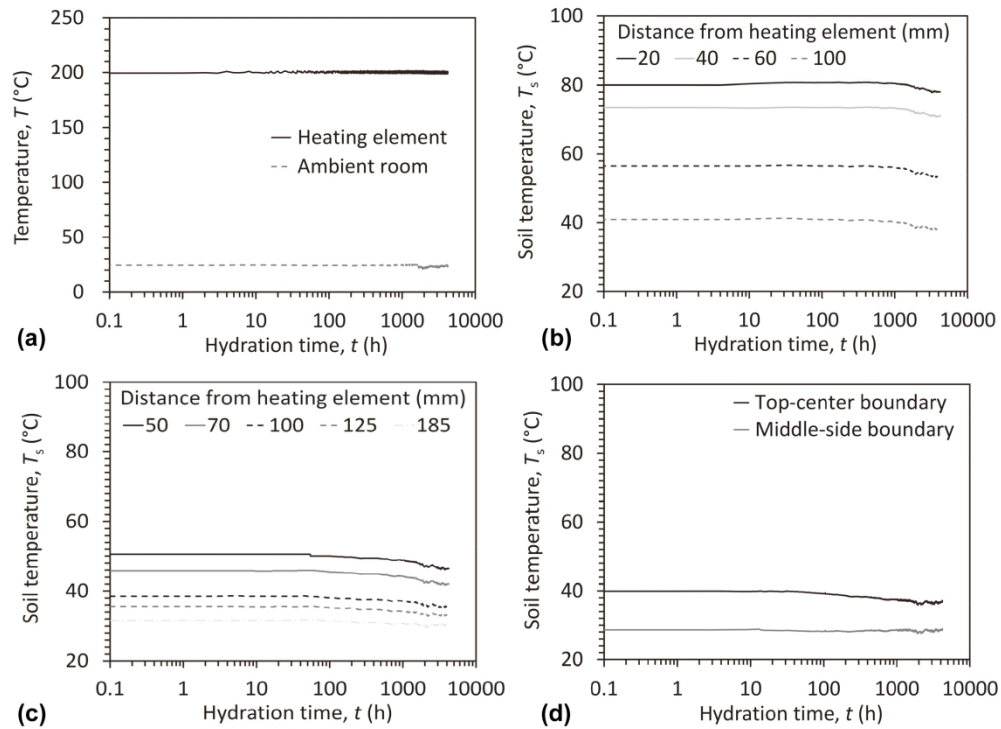 250
200
150
100
50
0
Temperature, T (°C)
Heating element
Ambient room
0.1 1 10 100 1000 10000
Hydration time, t (h)
(a)
100
80
60
40
20
Soil temperature, Ts (°C)
Distance from heating element (mm)
20 40 60 100
0.1 1 10 100 1000 10000
Hydration time, t (h)
(b)
100
80
60
40
20
Soil temperature, Ts (°C)
Distance from heating element (mm)
50 70 100 125 185
0.1 1 10 100 1000 10000
Hydration time, t (h)
(c)
100
80
60
40
20
Soil temperature, Ts (°C)
Top-center boundary
Middle-side boundary
0.1 1 10 100 1000 10000
Hydration time, t (h)
(d)